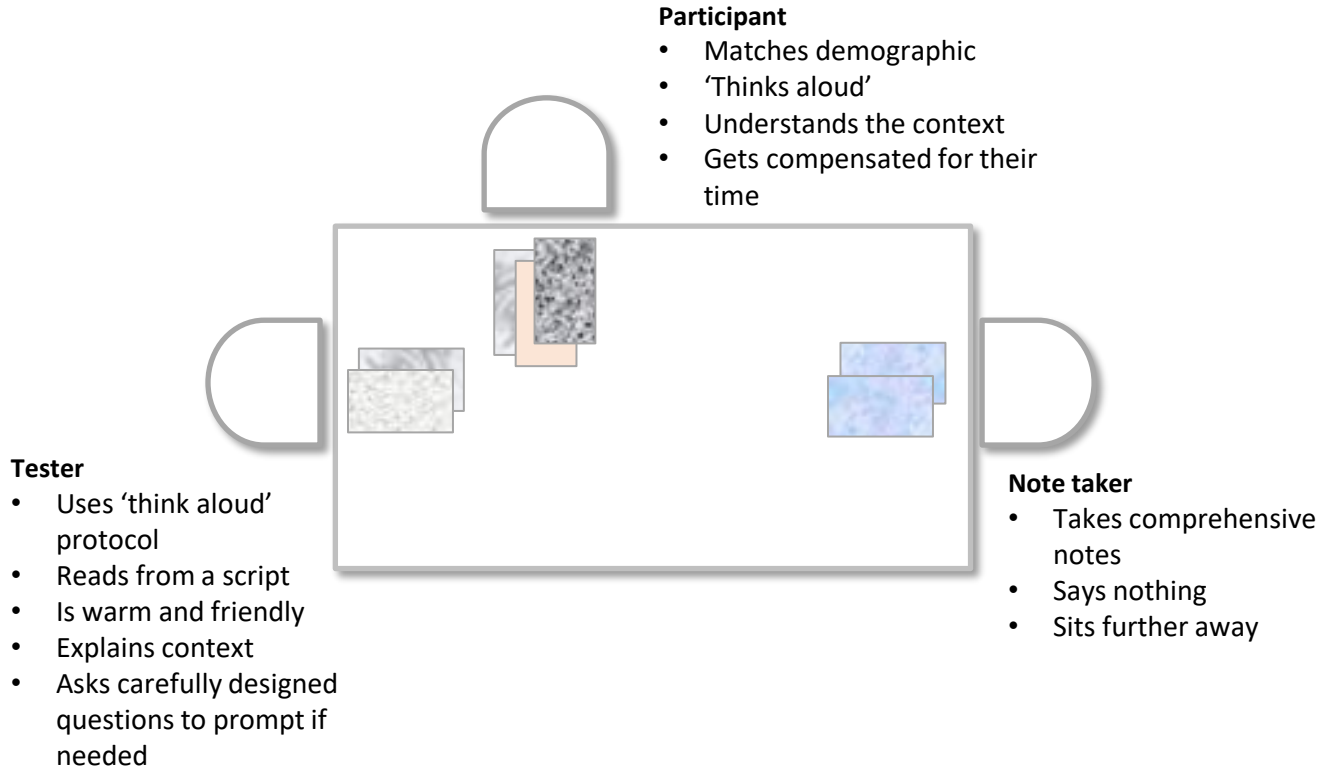 Participant
• Matches demographic
• ‘Thinks aloud’
• Understands the context
• Gets compensated for their
time
Tester
• Uses ‘think aloud’
protocol
• Reads from a script
• Is warm and friendly
• Explains context
• Asks carefully designed
questions to prompt if
needed
Note taker
• Takes comprehensive
notes
• Says nothing
• Sits further away